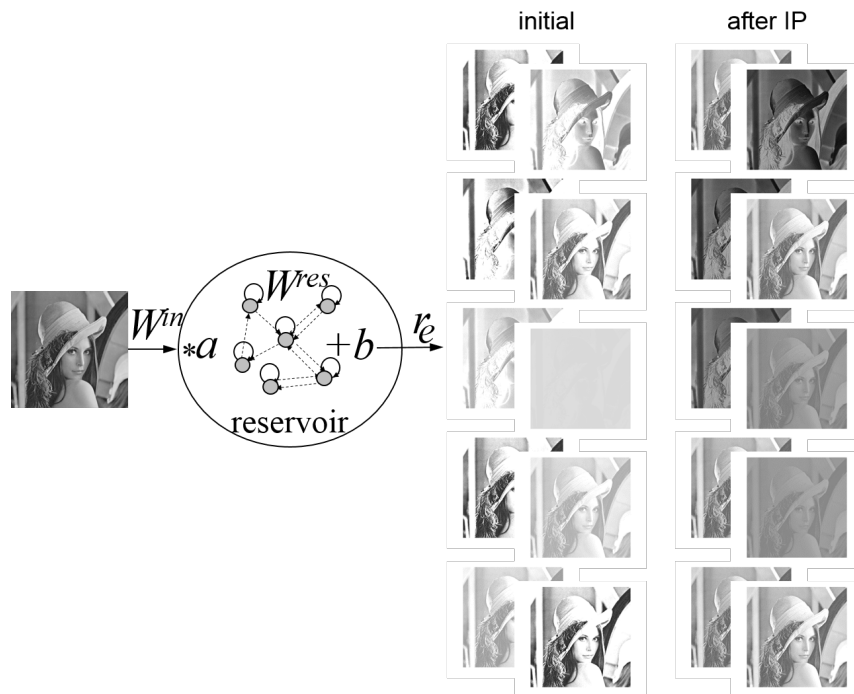 initial
after IP
W^in
*a
W^res
+b
r_e
reservoir